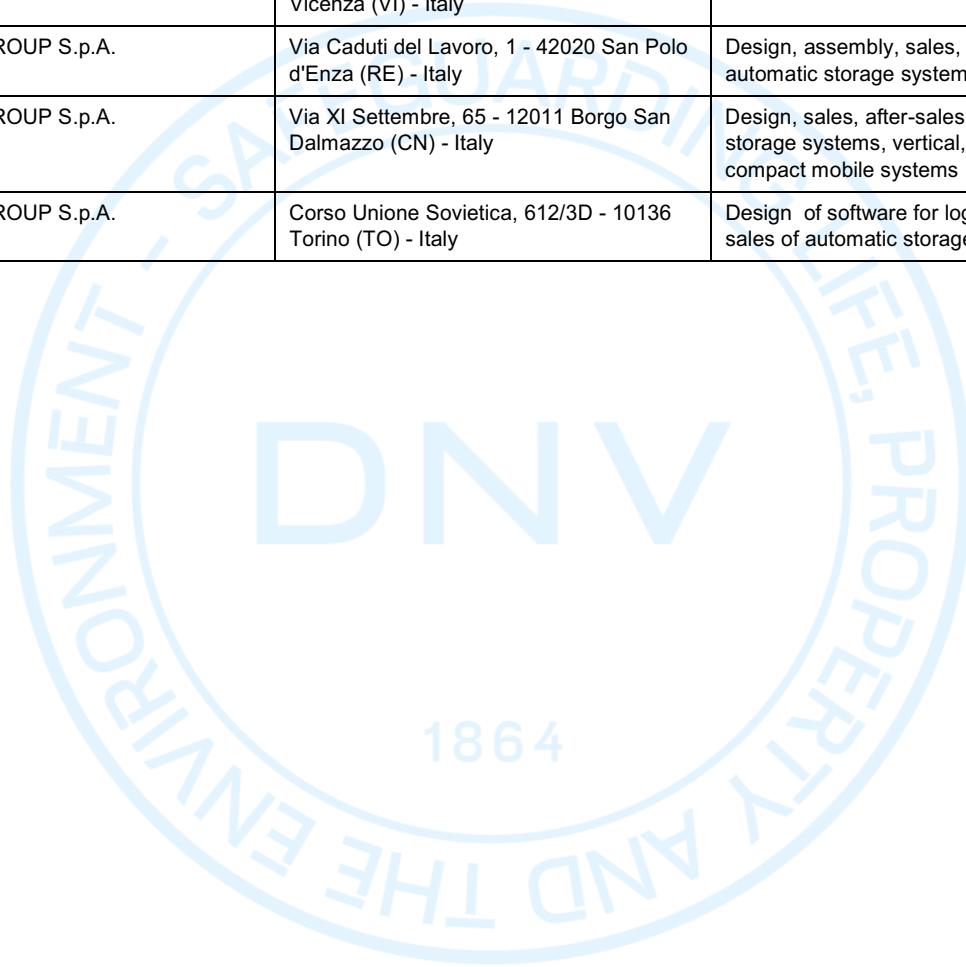 Vicenza (VI) - Italy
ROUP S.p.A.
Via Caduti del Lavoro, 1 - 42020 San Polo
d'Enza (RE) - Italy
Design, assembly, sales,
automatic storage system
ROUP S.p.A.
Via XI Settembre, 65 - 12011 Borgo San
Dalmazzo (CN) - Italy
Design, sales, after-sales
storage systems, vertical,
compact mobile systems
ROUP S.p.A.
Corso Unione Sovietica, 612/3D - 10136
Torino (TO) - Italy
Design  of software for log
sales of automatic storage
SAFEGUARDING LIFE, PROPERTY AND THE ENVIRONMENT -
DNV
1864